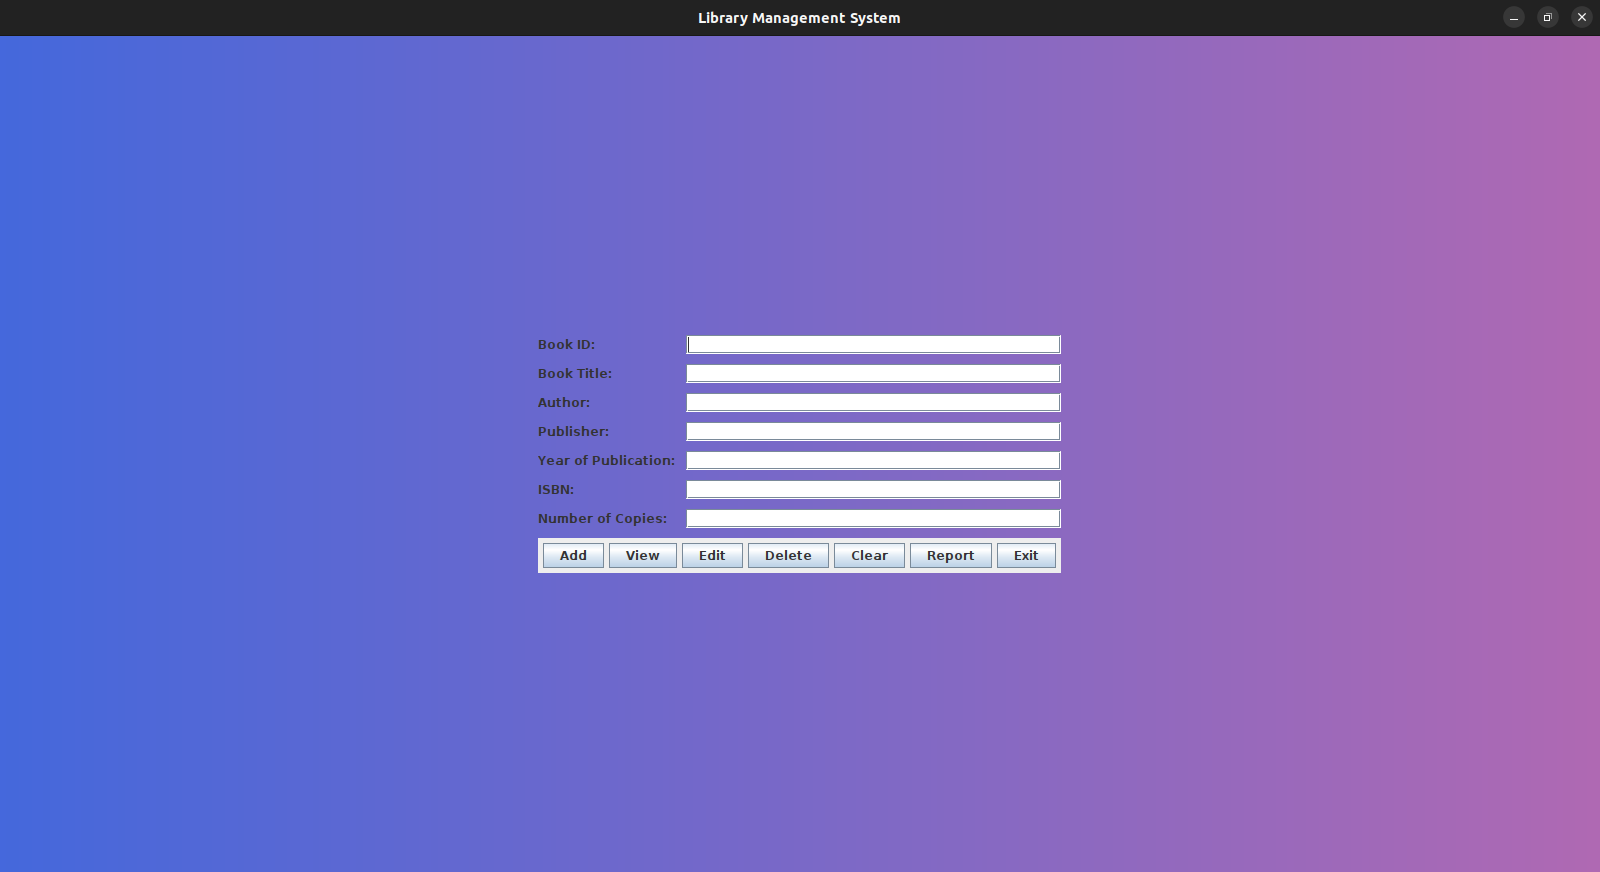 Library Management System
Book ID:
Book Title:
Author:
Publisher:
Year of Publication:
ISBN:
Number of Copies:
Add View Edit Delete Clear Report Exit